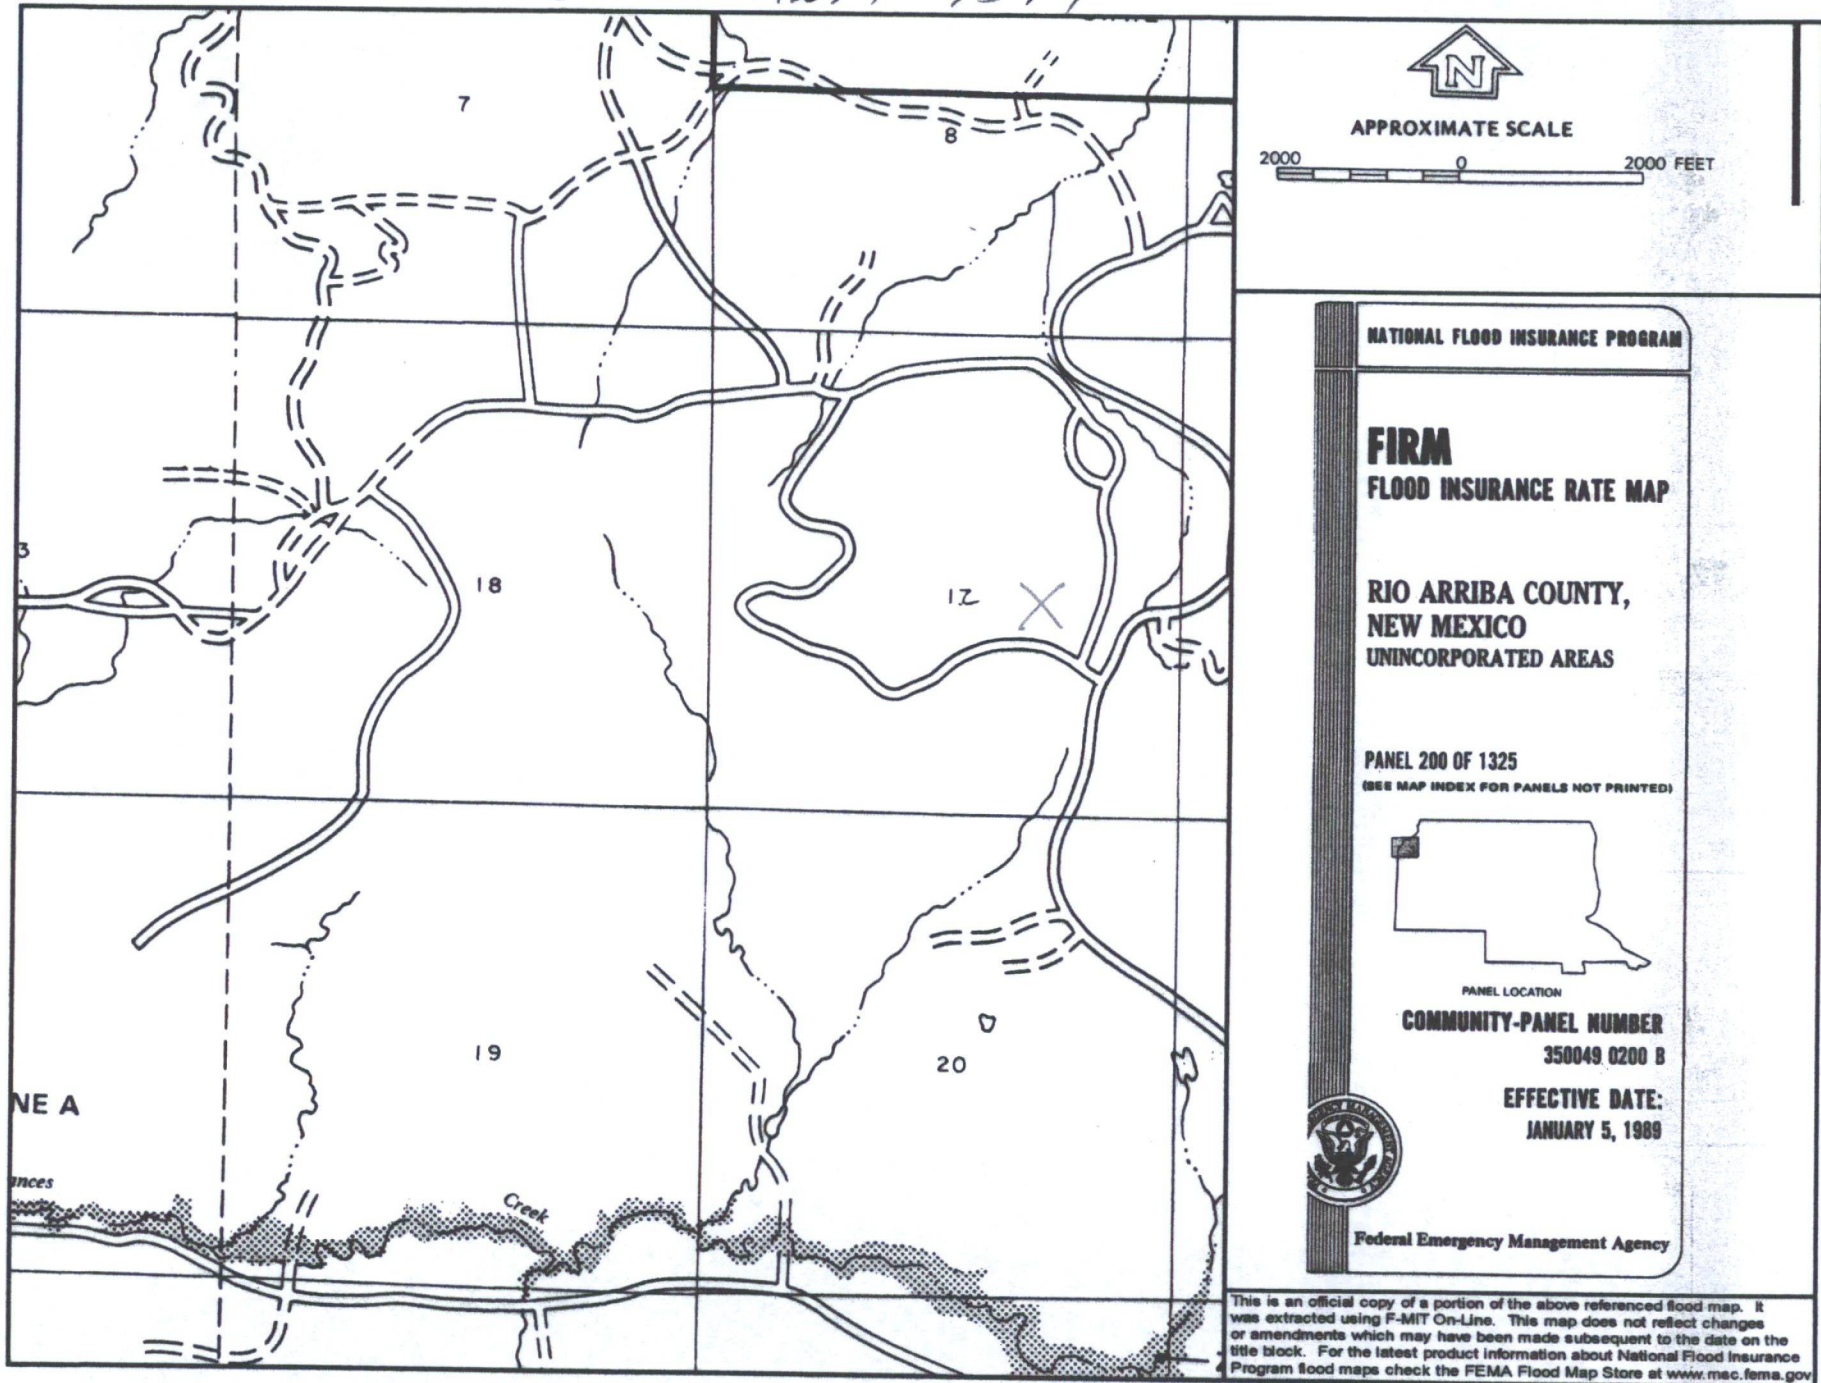 7
8
3
18
12
19
20
NE A
nces
Creek
N
APPROXIMATE SCALE
2000 0 2000 FEET
NATIONAL FLOOD INSURANCE PROGRAM
FIRM
FLOOD INSURANCE RATE MAP
RIO ARRIBA COUNTY,
NEW MEXICO
UNINCORPORATED AREAS
PANEL 200 OF 1325
(SEE MAP INDEX FOR PANELS NOT PRINTED)
PANEL LOCATION
COMMUNITY-PANEL NUMBER
350049 0200 B
EFFECTIVE DATE:
JANUARY 5, 1989
Federal Emergency Management Agency
This is an official copy of a portion of the above referenced flood map. It
was extracted using F-MIT On-Line. This map does not reflect changes
or amendments which may have been made subsequent to the date on the
title block. For the latest product information about National Flood Insurance
Program flood maps check the FEMA Flood Map Store at www.msc.fema.gov